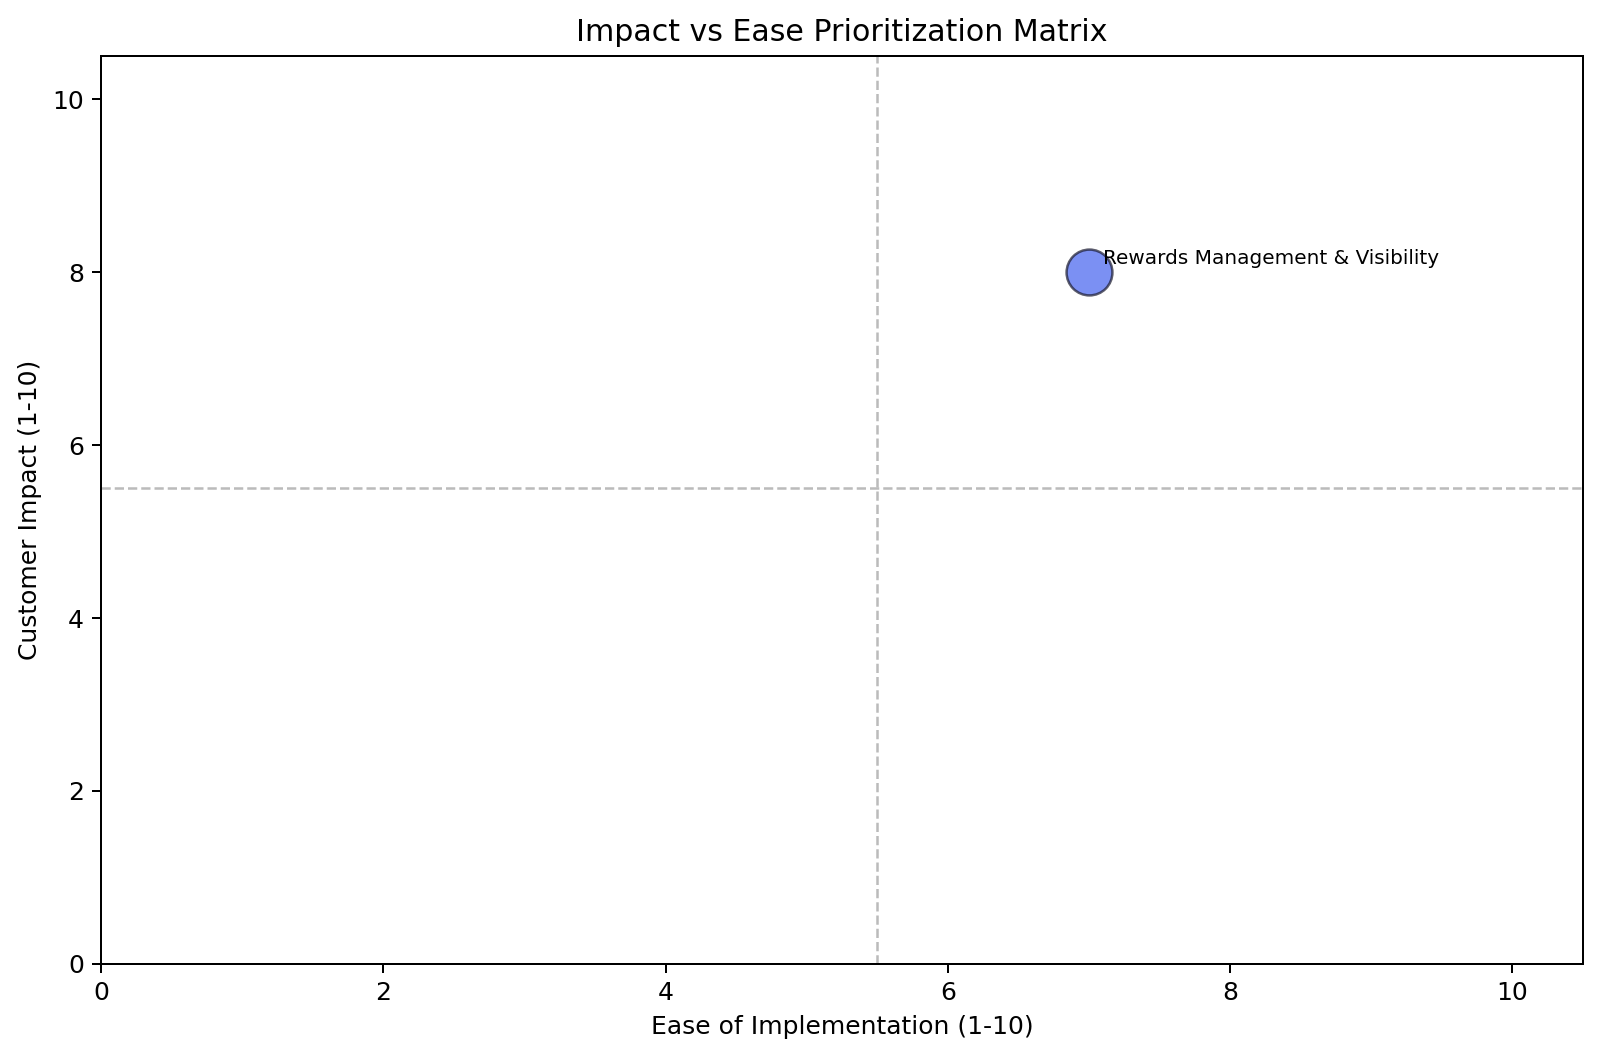 Impact vs Ease Prioritization Matrix
10
8
6
4
2
0
Customer Impact (1-10)
Rewards Management & Visibility
0 2 4 6 8 10
Ease of Implementation (1-10)